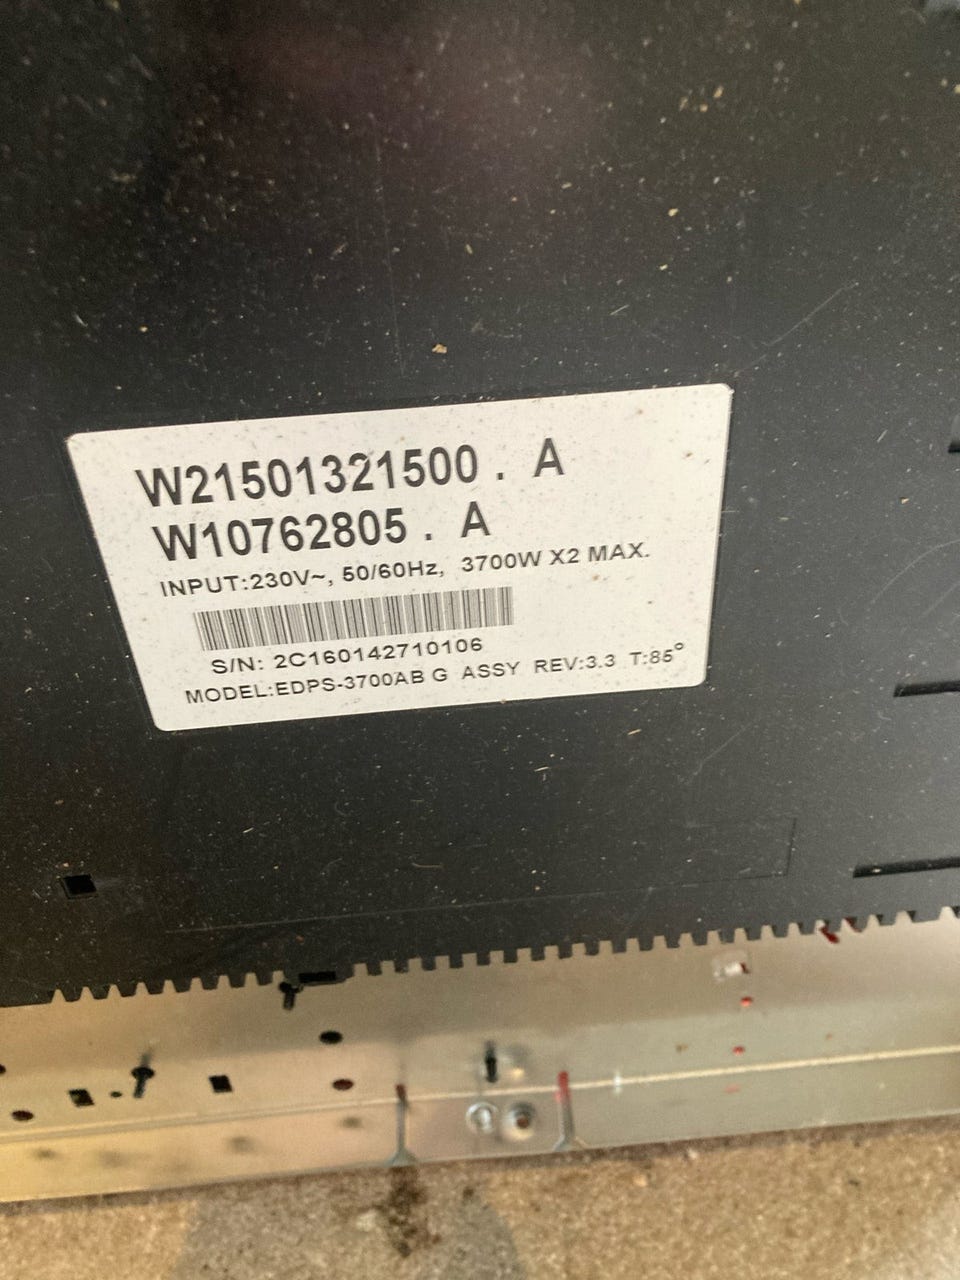 W21501321500 . A
W10762805 . A
INPUT:230V~, 50/60Hz, 3700W X2 MAX.
S/N: 2C160142710106
MODEL:EDPS-3700AB G ASSY REV:3.3 T:85°